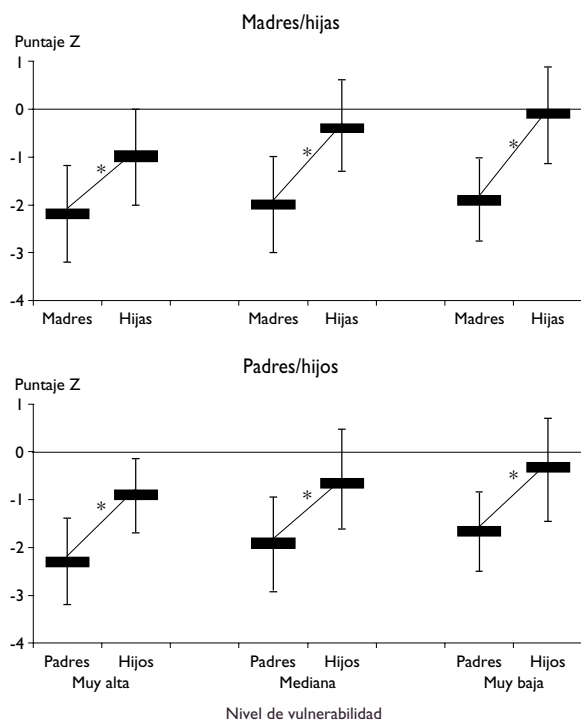 Madres/hijas
Puntaje Z
1
0
-1
-2
-3
-4
*
*
*
Madres Hijas Madres Hijas Madres Hijas
Padres/hijos
Puntaje Z
1
0
-1
-2
-3
-4
*
*
*
Padres Hijos Padres Hijos Padres Hijos
Muy alta Mediana Muy baja
Nivel de vulnerabilidad